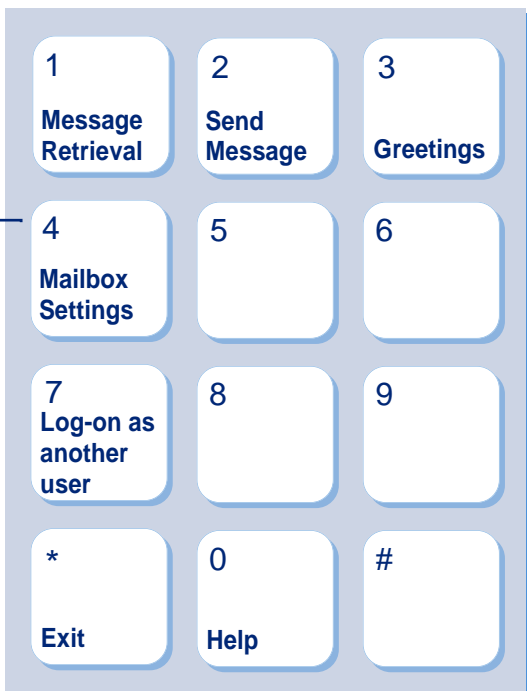 1
Message
Retrieval
2
Send
Message
3
Greetings
4
Mailbox
Settings
5
6
7
Log-on as
another
user
8
9
*
Exit
0
Help
#